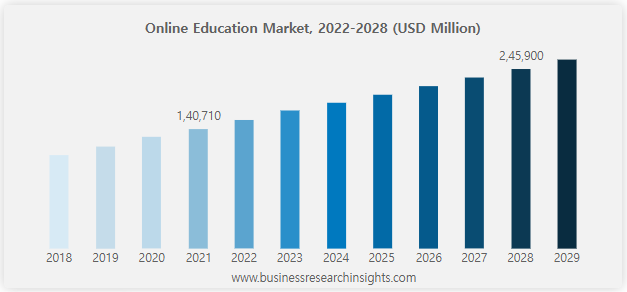 Online Education Market, 2022-2028 (USD Million)
2,45,900
1,40,710
2018 2019 2020 2021 2022 2023 2024 2025 2026 2027 2028 2029
www.businessresearchinsights.com